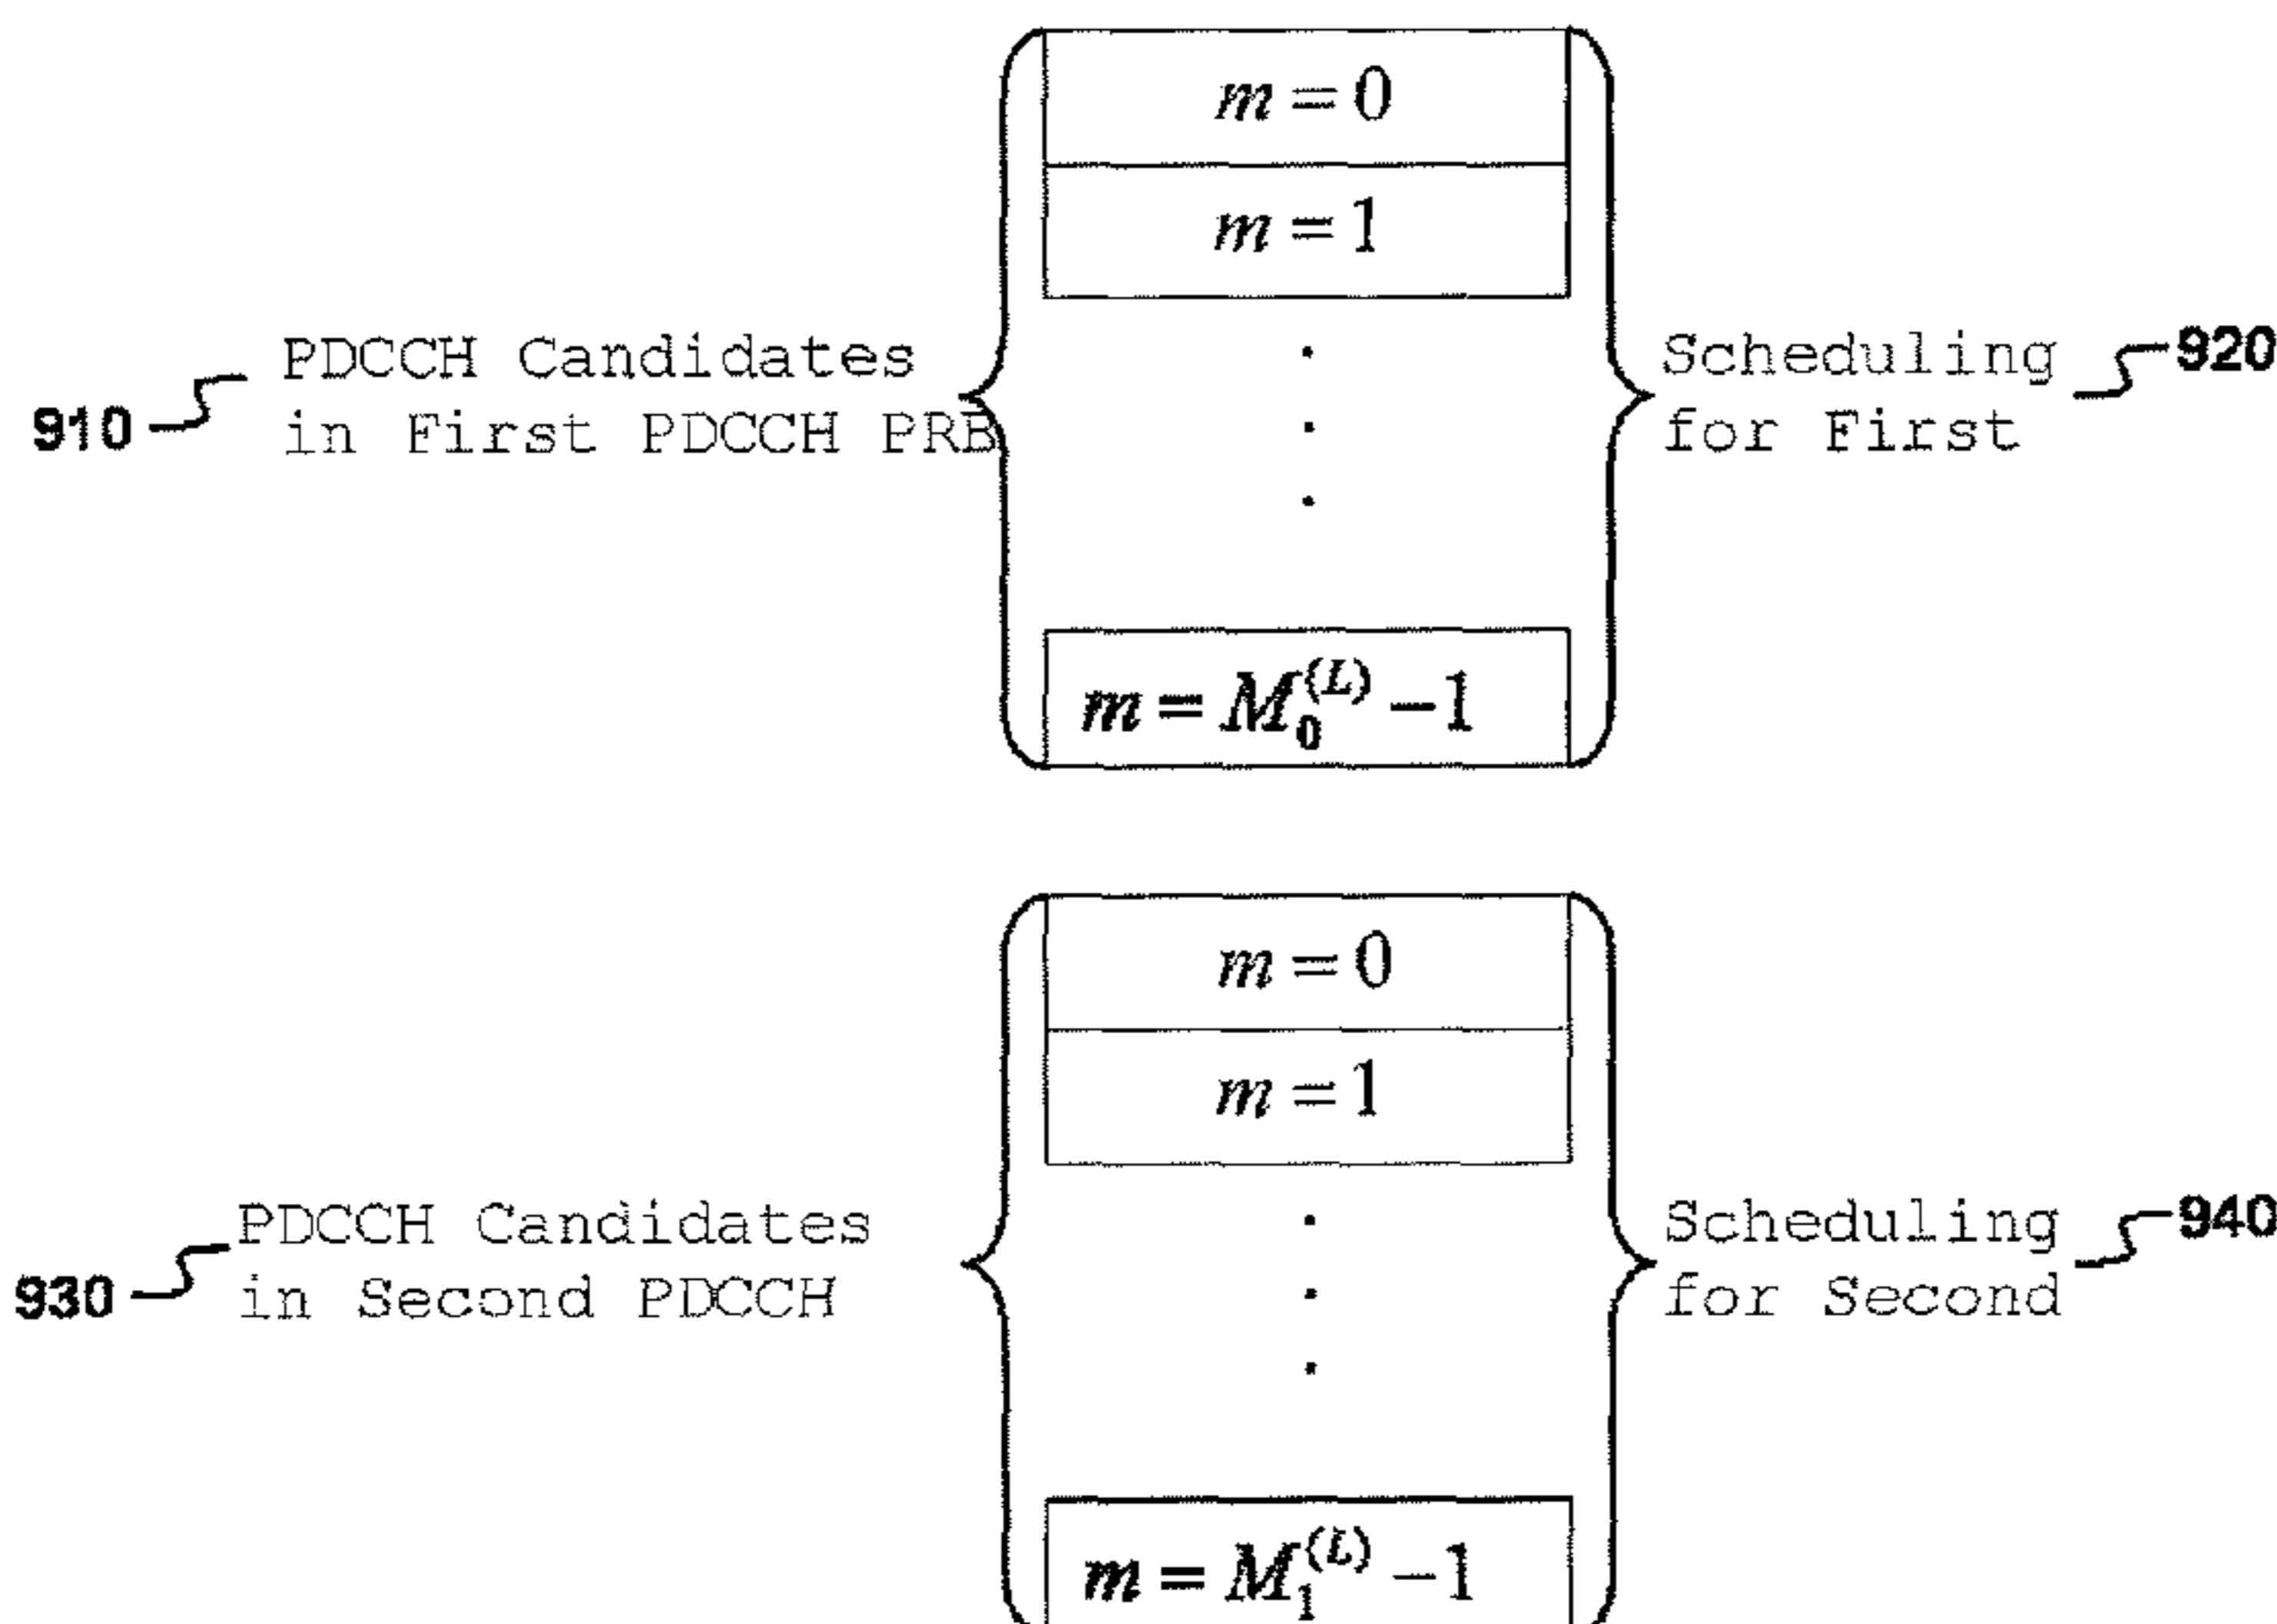 m = 0
m = 1
PDCCH Candidates
in First PDCCH PRB
910
Scheduling
for First
920
m = M_0^{(L)} - 1
m = 0
m = 1
PDCCH Candidates
in Second PDCCH
930
Scheduling
for Second
940
m = M_1^{(L)} - 1